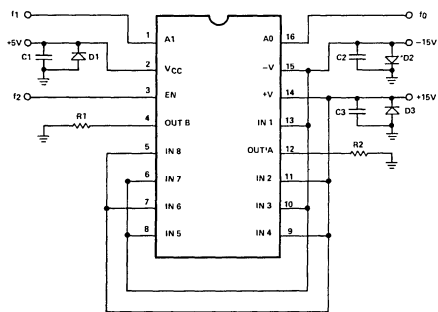 f1
f0
+5V
1
A1
A0
16
−15V
C1
D1
2
VCC
−V
15
C2
*D2
f2
3
EN
+V
14
+15V
R1
4
OUT B
IN 1
13
C3
D3
5
IN 8
OUT A
12
R2
6
IN 7
IN 2
11
7
IN 6
IN 3
10
8
IN 5
IN 4
9